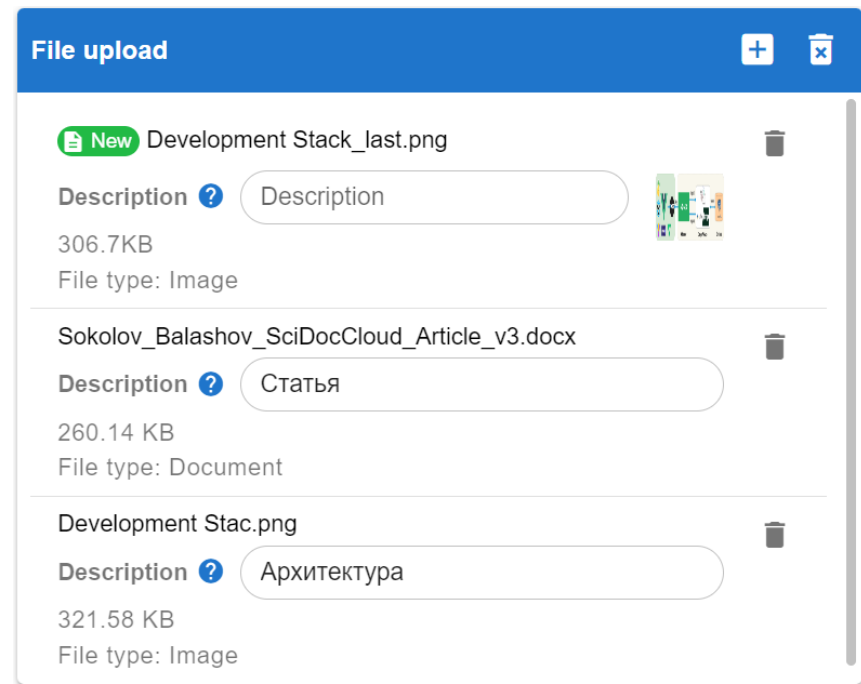 File upload
New Development Stack_last.png
Description ? Description
306.7KB
File type: Image
Sokolov_Balashov_SciDocCloud_Article_v3.docx
Description ? Статья
260.14 KB
File type: Document
Development Stac.png
Description ? Архитектура
321.58 KB
File type: Image